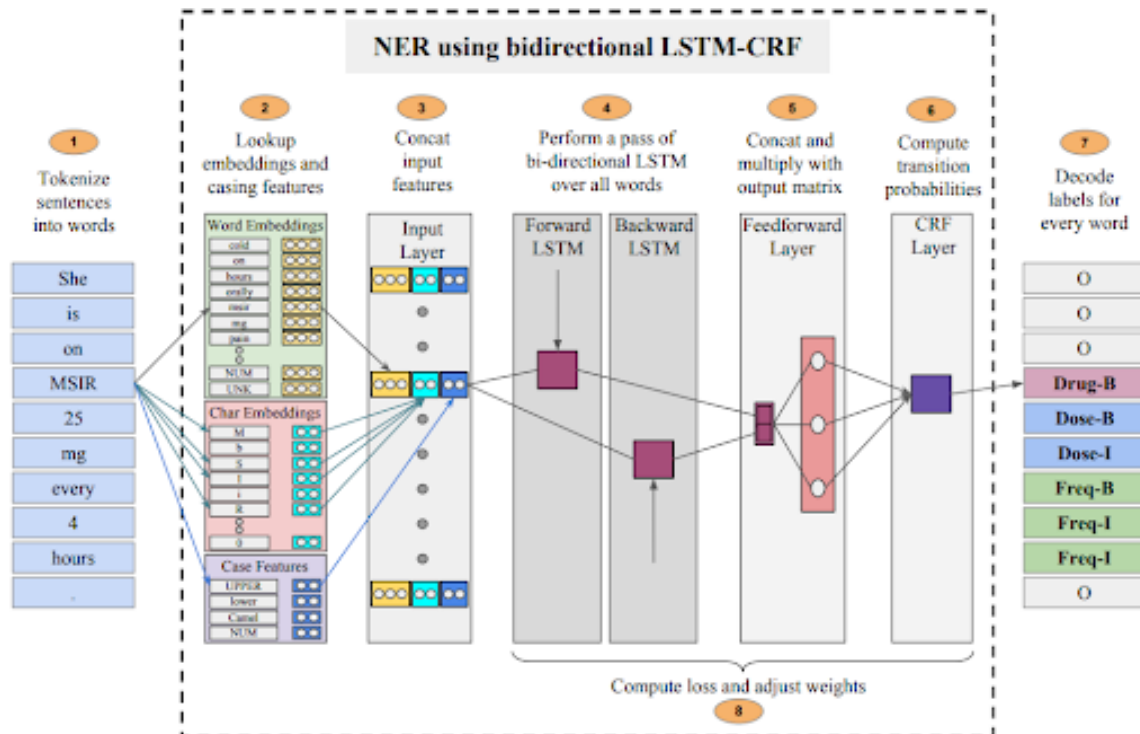 NER using bidirectional LSTM-CRF
1
Tokenize
sentences
into words
She
is
on
MSIR
25
mg
every
4
hours
.
2
Lookup
embeddings and
casing features
Word Embeddings
cold
on
hours
orally
msir
mg
pain
NUM
UNK
Char Embeddings
M
b
S
I
i
R
0
Case Features
UPPER
lower
Camel
NUM
3
Concat
input
features
Input
Layer
4
Perform a pass of
bi-directional LSTM
over all words
Forward
LSTM
Backward
LSTM
5
Concat and
multiply with
output matrix
Feedforward
Layer
6
Compute
transition
probabilities
CRF
Layer
7
Decode
labels for
every word
O
O
O
Drug-B
Dose-B
Dose-I
Freq-B
Freq-I
Freq-I
O
Compute loss and adjust weights
8